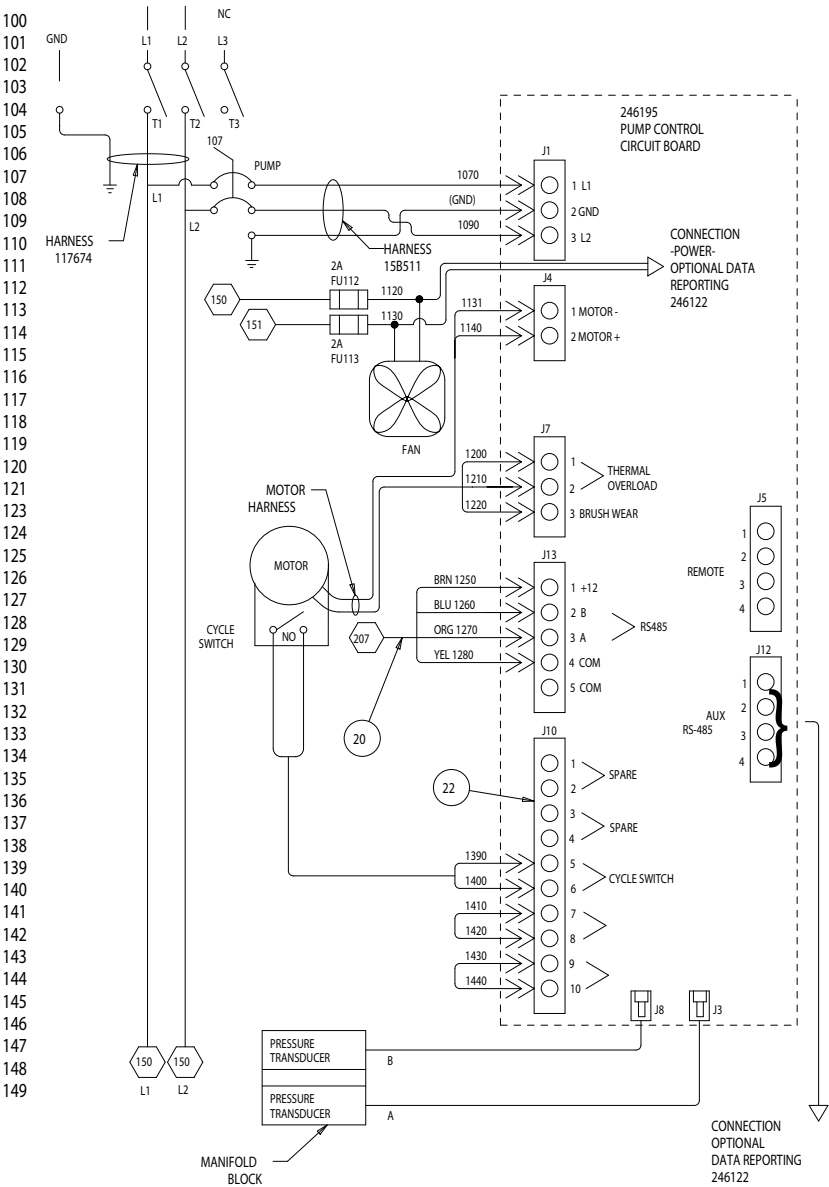 100
101
102
103
104
105
106
107
108
109
110
111
112
113
114
115
116
117
118
119
120
121
123
124
125
126
127
128
129
130
131
132
133
134
135
136
137
138
139
140
141
142
143
144
145
146
147
148
149
NC
GND
L1
L2
L3
T1
T2
T3
107
PUMP
L1
L2
HARNESS
117674
HARNESS
15B511
1070
(GND)
1090
246195
PUMP CONTROL
CIRCUIT BOARD
J1
1 L1
2 GND
3 L2
CONNECTION
-POWER-
OPTIONAL DATA
REPORTING
246122
150
151
2A
FU112
1120
1130
2A
FU113
FAN
J4
1131
1140
1 MOTOR -
2 MOTOR +
J7
1200
1210
1220
1
2
3 BRUSH WEAR
THERMAL
OVERLOAD
MOTOR
HARNESS
MOTOR
CYCLE
SWITCH
NO
J13
BRN 1250
BLU 1260
ORG 1270
YEL 1280
1 +12
2 B
3 A
4 COM
5 COM
RS485
207
20
J5
REMOTE
1
2
3
4
J12
AUX
RS-485
1
2
3
4
22
J10
1
2
SPARE
3
4
SPARE
1390
1400
5
6
CYCLE SWITCH
1410
1420
7
8
1430
1440
9
10
J8
J3
PRESSURE
TRANSDUCER
B
PRESSURE
TRANSDUCER
A
MANIFOLD
BLOCK
150
150
L1
L2
CONNECTION
OPTIONAL
DATA REPORTING
246122